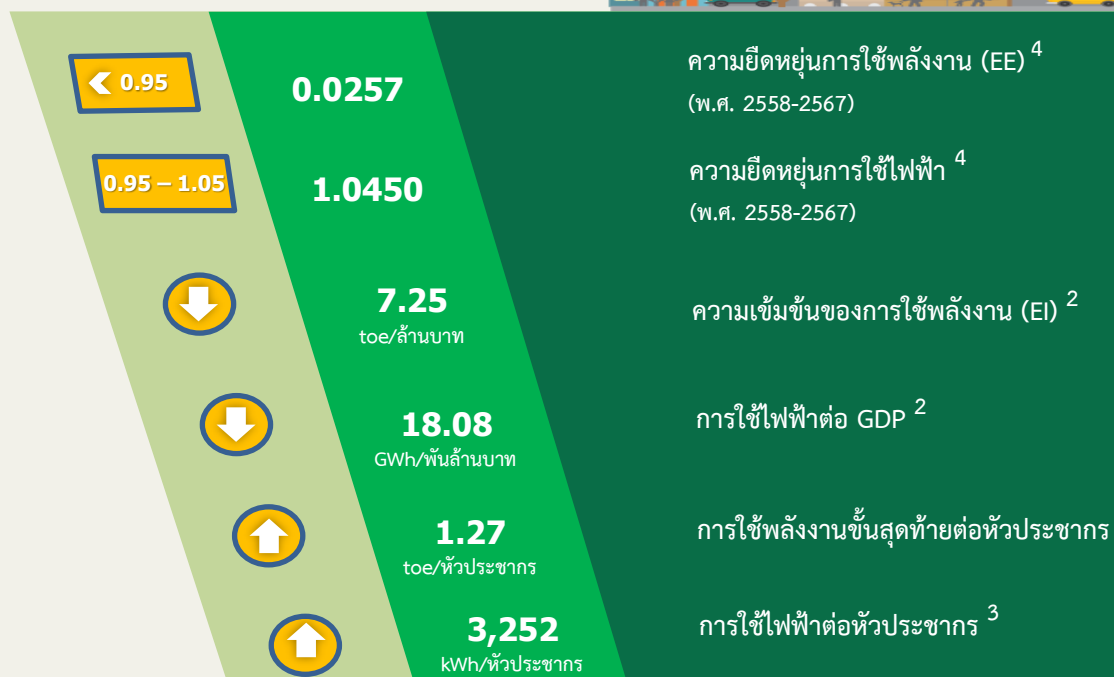 < 0.95
0.0257
ความยืดหยุ่นการใช้พลังงาน (EE) 4
(พ.ศ. 2558-2567)
0.95 – 1.05
1.0450
ความยืดหยุ่นการใช้ไฟฟ้า 4
(พ.ศ. 2558-2567)
7.25
toe/ล้านบาท
ความเข้มข้นของการใช้พลังงาน (EI) 2
18.08
GWh/พันล้านบาท
การใช้ไฟฟ้าต่อ GDP 2
1.27
toe/หัวประชากร
การใช้พลังงานขั้นสุดท้ายต่อหัวประชากร
3,252
kWh/หัวประชากร
การใช้ไฟฟ้าต่อหัวประชากร 3